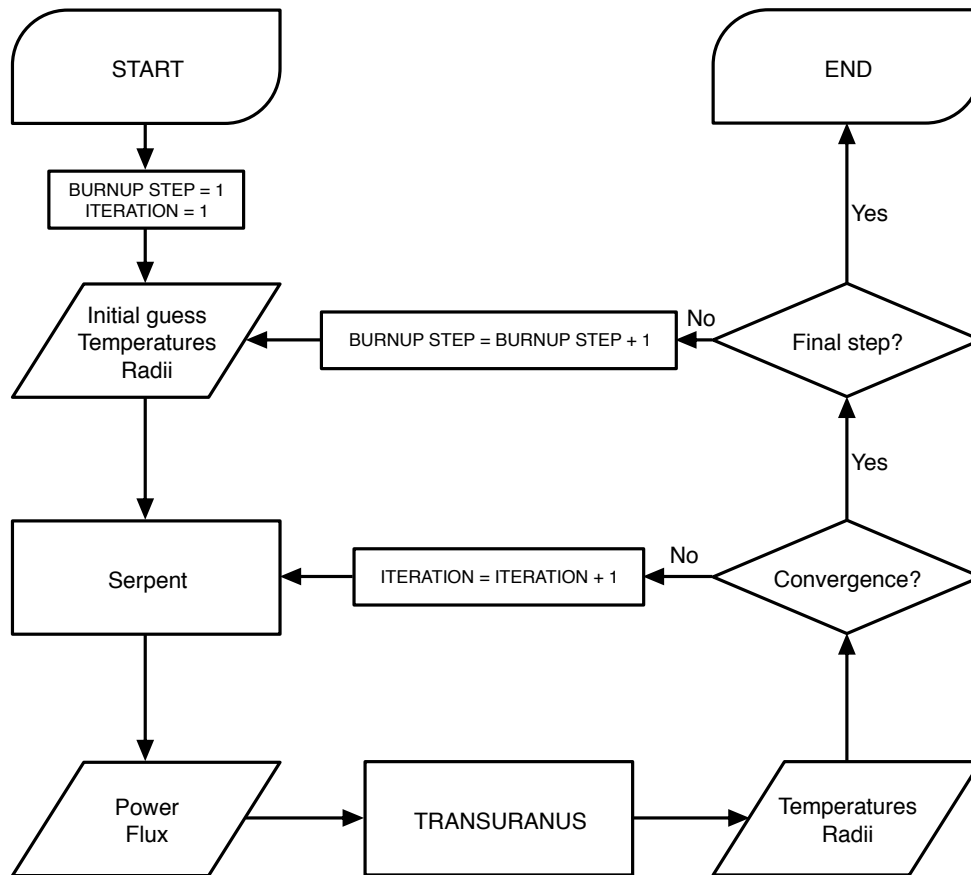 START
END
BURNUP STEP = 1
ITERATION = 1
Yes
Initial guess
Temperatures
Radii
BURNUP STEP = BURNUP STEP + 1
No
Final step?
Yes
Serpent
ITERATION = ITERATION + 1
No
Convergence?
Power
Flux
TRANSURANUS
Temperatures
Radii